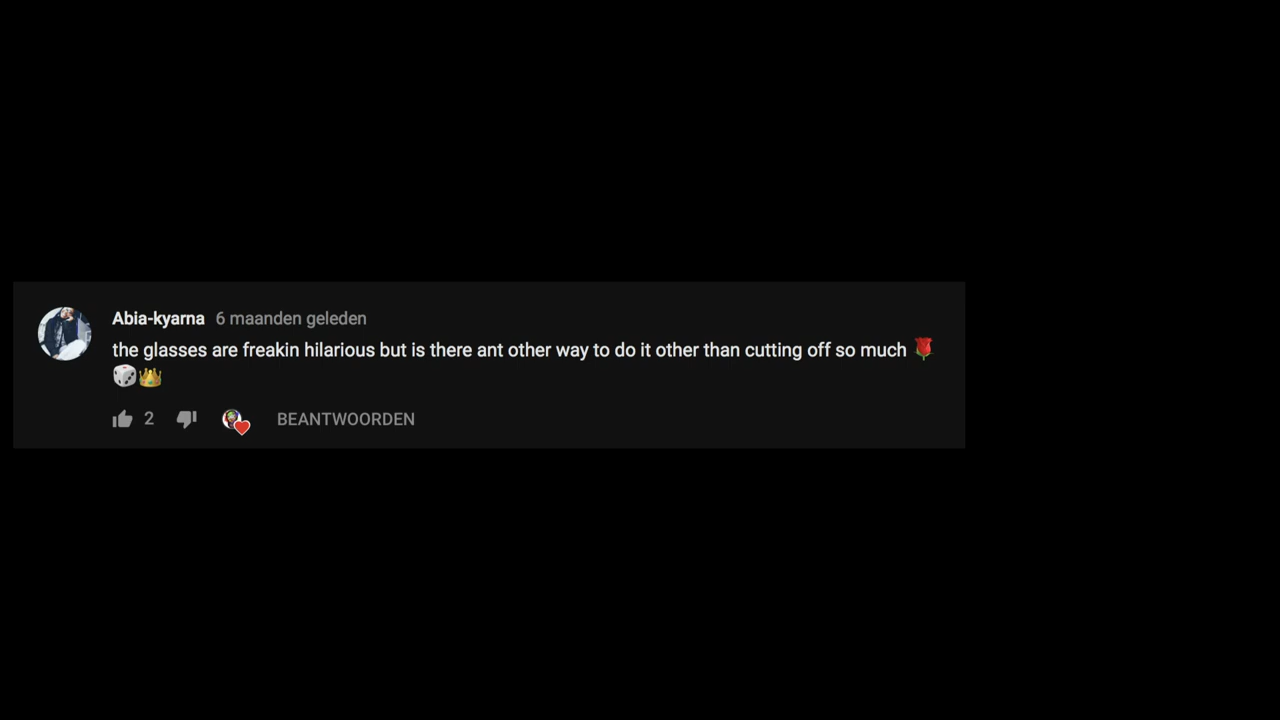 Abia-kyarna 6 maanden geleden
the glasses are freakin hilarious but is there ant other way to do it other than cutting off so much 🌹
🎲👑
2 BEANTWOORDEN